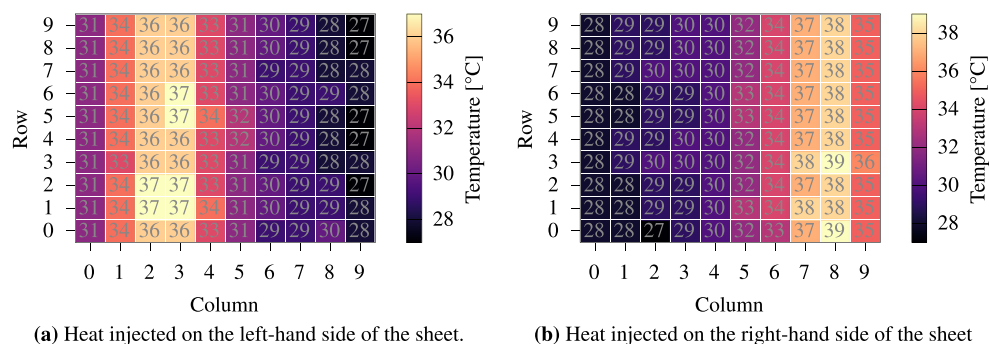 9 31 34 36 36 33 31 30 29 28 27
8 31 34 36 36 33 31 30 29 28 27
7 31 34 36 36 33 31 29 29 28 28
6 31 34 36 37 33 31 30 29 29 28
5 31 34 36 37 34 32 30 29 28 27
4 31 34 36 36 33 32 30 29 28 27
3 31 33 36 36 33 31 29 29 28 28
2 31 34 37 37 33 31 30 29 29 27
1 31 34 37 37 34 31 30 29 28 28
0 31 34 36 36 33 31 29 29 30 28
0 1 2 3 4 5 6 7 8 9
Row
Column
36
34
32
30
28
Temperature [°C]
(a) Heat injected on the left-hand side of the sheet.
9 28 28 29 30 30 32 34 37 38 35
8 28 29 29 30 30 33 34 37 38 35
7 28 29 30 30 30 33 34 37 38 35
6 28 28 29 29 30 33 34 37 38 35
5 28 28 29 29 30 33 34 37 38 35
4 28 29 29 30 30 33 34 37 38 35
3 28 29 30 30 30 32 34 38 39 36
2 28 28 29 29 30 32 34 37 38 35
1 28 28 29 29 30 33 34 38 38 35
0 28 28 27 29 30 32 33 37 39 35
0 1 2 3 4 5 6 7 8 9
Row
Column
38
36
34
32
30
28
Temperature [°C]
(b) Heat injected on the right-hand side of the sheet